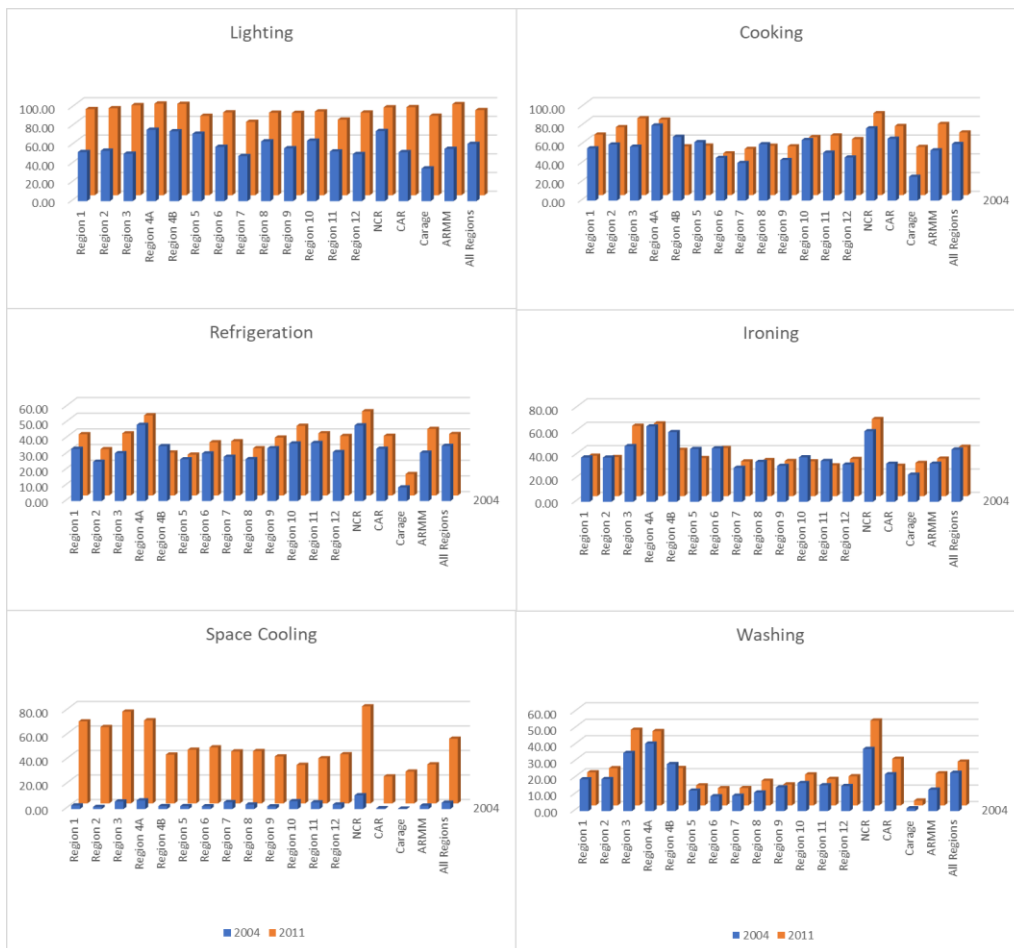 Lighting
100.00
80.00
60.00
40.00
20.00
0.00
Region 1
Region 2
Region 3
Region 4A
Region 4B
Region 5
Region 6
Region 7
Region 8
Region 9
Region 10
Region 11
Region 12
NCR
CAR
Carage
ARMM
All Regions
Cooking
100.00
80.00
60.00
40.00
20.00
0.00
2004
Region 1
Region 2
Region 3
Region 4A
Region 4B
Region 5
Region 6
Region 7
Region 8
Region 9
Region 10
Region 11
Region 12
NCR
CAR
Carage
ARMM
All Regions
Refrigeration
60.00
50.00
40.00
30.00
20.00
10.00
0.00
2004
Region 1
Region 2
Region 3
Region 4A
Region 4B
Region 5
Region 6
Region 7
Region 8
Region 9
Region 10
Region 11
Region 12
NCR
CAR
Carage
ARMM
All Regions
Ironing
80.00
60.00
40.00
20.00
0.00
2004
Region 1
Region 2
Region 3
Region 4A
Region 4B
Region 5
Region 6
Region 7
Region 8
Region 9
Region 10
Region 11
Region 12
NCR
CAR
Carage
ARMM
All Regions
Space Cooling
80.00
60.00
40.00
20.00
0.00
2004
Region 1
Region 2
Region 3
Region 4A
Region 4B
Region 5
Region 6
Region 7
Region 8
Region 9
Region 10
Region 11
Region 12
NCR
CAR
Carage
ARMM
All Regions
2004 2011
Washing
60.00
50.00
40.00
30.00
20.00
10.00
0.00
2004
Region 1
Region 2
Region 3
Region 4A
Region 4B
Region 5
Region 6
Region 7
Region 8
Region 9
Region 10
Region 11
Region 12
NCR
CAR
Carage
ARMM
All Regions
2004 2011